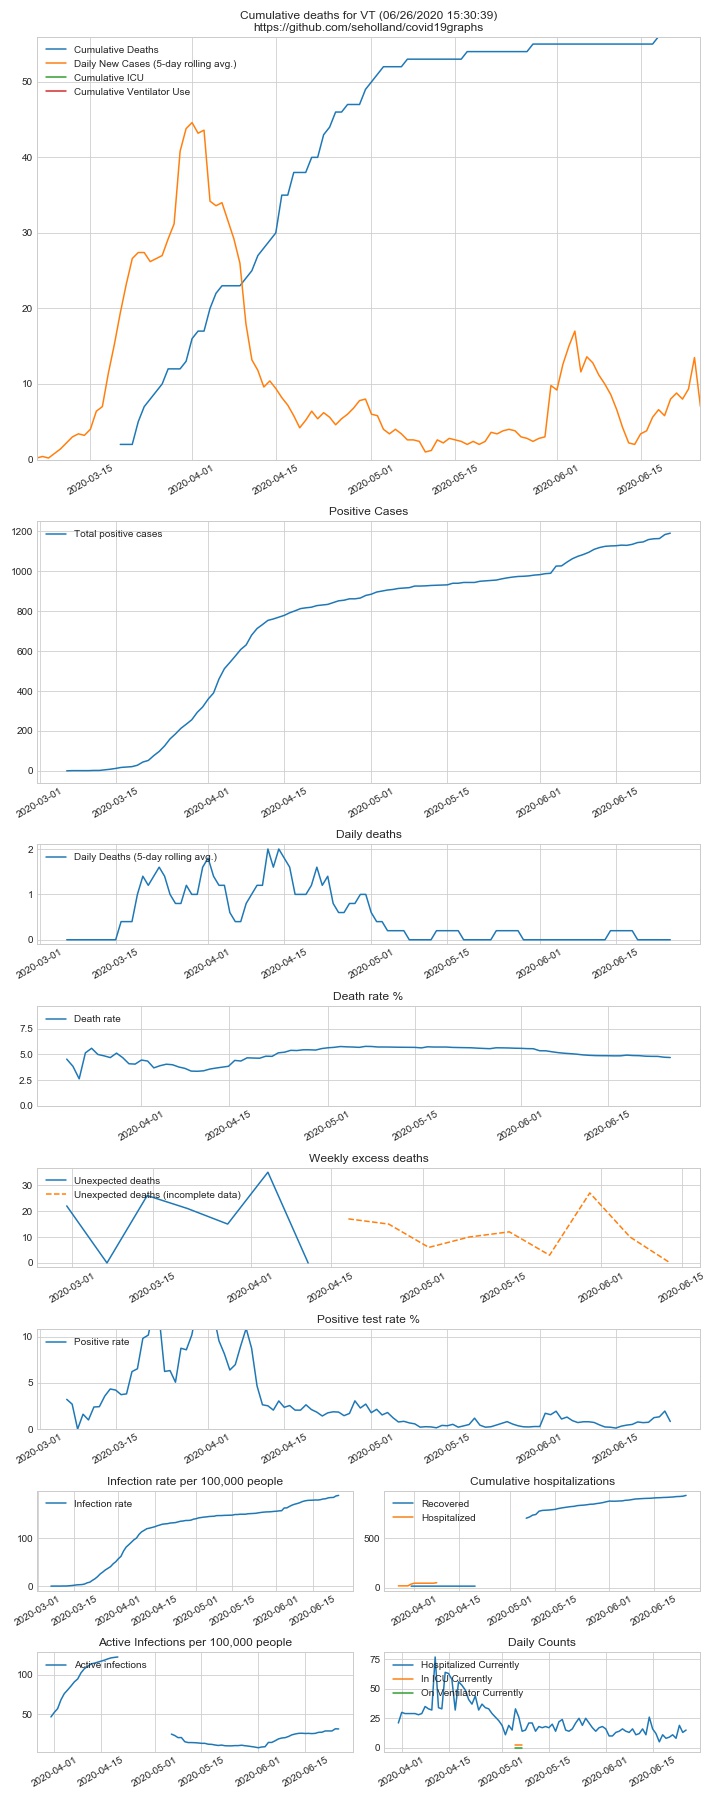 Cumulative deaths for VT (06/26/2020 15:30:39)
https://github.com/seholland/covid19graphs
Cumulative Deaths
Daily New Cases (5-day rolling avg.)
Cumulative ICU
Cumulative Ventilator Use
50
40
30
20
10
0
2020-03-15 2020-04-01 2020-04-15 2020-05-01 2020-05-15 2020-06-01 2020-06-15
Positive Cases
Total positive cases
1200
1000
800
600
400
200
0
2020-03-01 2020-03-15 2020-04-01 2020-04-15 2020-05-01 2020-05-15 2020-06-01 2020-06-15
Daily deaths
Daily Deaths (5-day rolling avg.)
2
1
0
2020-03-01 2020-03-15 2020-04-01 2020-04-15 2020-05-01 2020-05-15 2020-06-01 2020-06-15
Death rate %
Death rate
7.5
5.0
2.5
0.0
2020-04-01 2020-04-15 2020-05-01 2020-05-15 2020-06-01 2020-06-15
Weekly excess deaths
Unexpected deaths
Unexpected deaths (incomplete data)
30
20
10
0
2020-03-01 2020-03-15 2020-04-01 2020-04-15 2020-05-01 2020-05-15 2020-06-01 2020-06-15
Positive test rate %
Positive rate
10
5
0
2020-03-01 2020-03-15 2020-04-01 2020-04-15 2020-05-01 2020-05-15 2020-06-01 2020-06-15
Infection rate per 100,000 people
Infection rate
100
0
2020-03-01 2020-03-15 2020-04-01 2020-04-15 2020-05-01 2020-05-15 2020-06-01 2020-06-15
Cumulative hospitalizations
Recovered
Hospitalized
500
0
2020-04-01 2020-04-15 2020-05-01 2020-05-15 2020-06-01 2020-06-15
Active Infections per 100,000 people
Active infections
100
50
2020-04-01 2020-04-15 2020-05-01 2020-05-15 2020-06-01 2020-06-15
Daily Counts
Hospitalized Currently
In ICU Currently
On Ventilator Currently
75
50
25
0
2020-04-01 2020-04-15 2020-05-01 2020-05-15 2020-06-01 2020-06-15